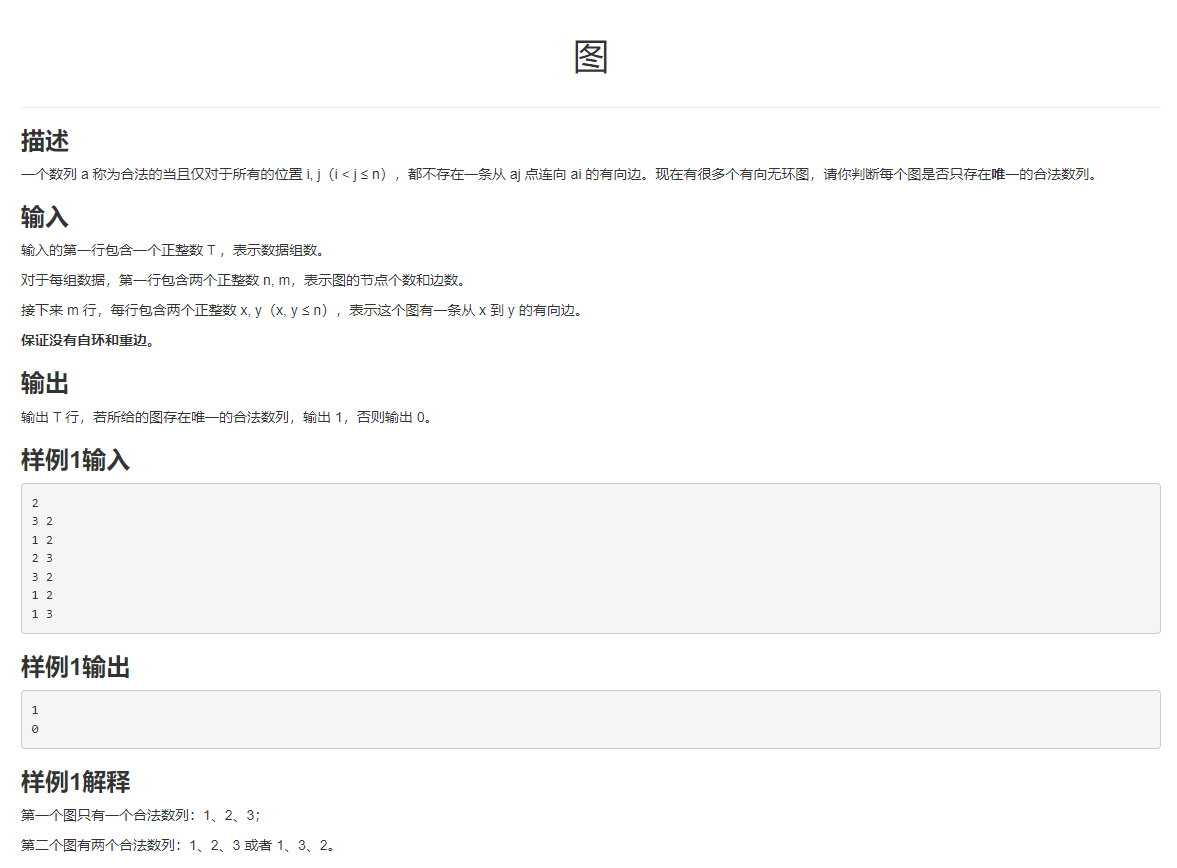 图
描述
一个数列 a 称为合法的当且仅对于所有的位置 i, j（i < j ≤ n），都不存在一条从 aj 点连向 ai 的有向边。现在有很多个有向无环图，请你判断每个图是否只存在唯一的合法数列。
输入
输入的第一行包含一个正整数 T ，表示数据组数。
对于每组数据，第一行包含两个正整数 n, m，表示图的节点个数和边数。
接下来 m 行，每行包含两个正整数 x, y（x, y ≤ n），表示这个图有一条从 x 到 y 的有向边。
保证没有自环和重边。
输出
输出 T 行，若所给的图存在唯一的合法数列，输出 1，否则输出 0。
样例1输入
2
3 2
1 2
2 3
3 2
1 2
1 3
样例1输出
1
0
样例1解释
第一个图只有一个合法数列：1、2、3；
第二个图有两个合法数列：1、2、3 或者 1、3、2。